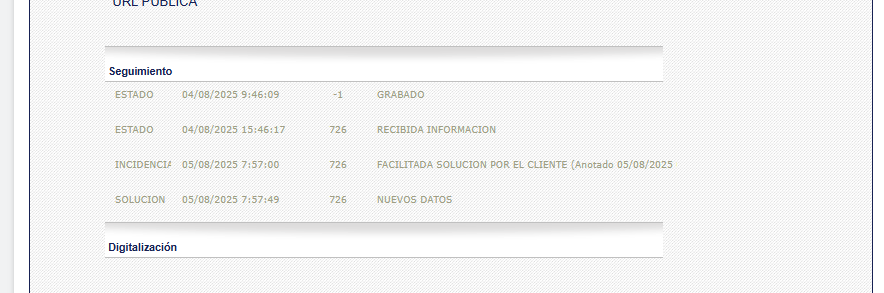 URL PUBLICA
Seguimiento
ESTADO 04/08/2025 9:46:09 -1 GRABADO
ESTADO 04/08/2025 15:46:17 726 RECIBIDA INFORMACION
INCIDENCIA 05/08/2025 7:57:00 726 FACILITADA SOLUCION POR EL CLIENTE (Anotado 05/08/2025
SOLUCION 05/08/2025 7:57:49 726 NUEVOS DATOS
Digitalización